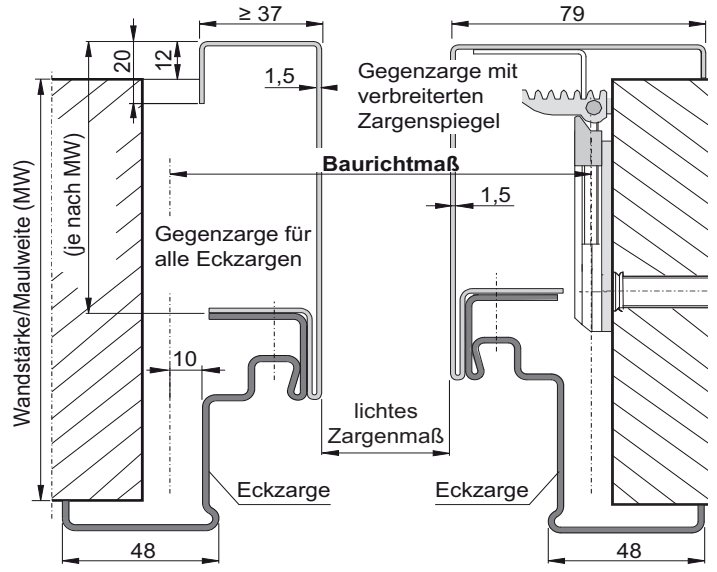 ≥ 37
79
20
12
1,5
Gegenzarge mit
verbreiterten
Zargenspiegel
Baurichtmaß
Wandstärke/Maulweite (MW)
(je nach MW)
1,5
Gegenzarge für
alle Eckzargen
10
lichtes
Zargenmaß
Eckzarge
Eckzarge
48
48